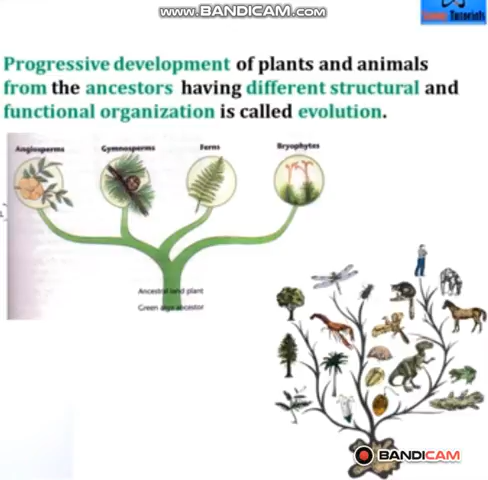 www.BANDICAM.com
Tutorials
Progressive development of plants and animals
from the ancestors having different structural and
functional organization is called evolution.
Angiosperms Gymnosperms Ferns Bryophytes
Ancestral land plant
Green alga ancestor
BANDICAM